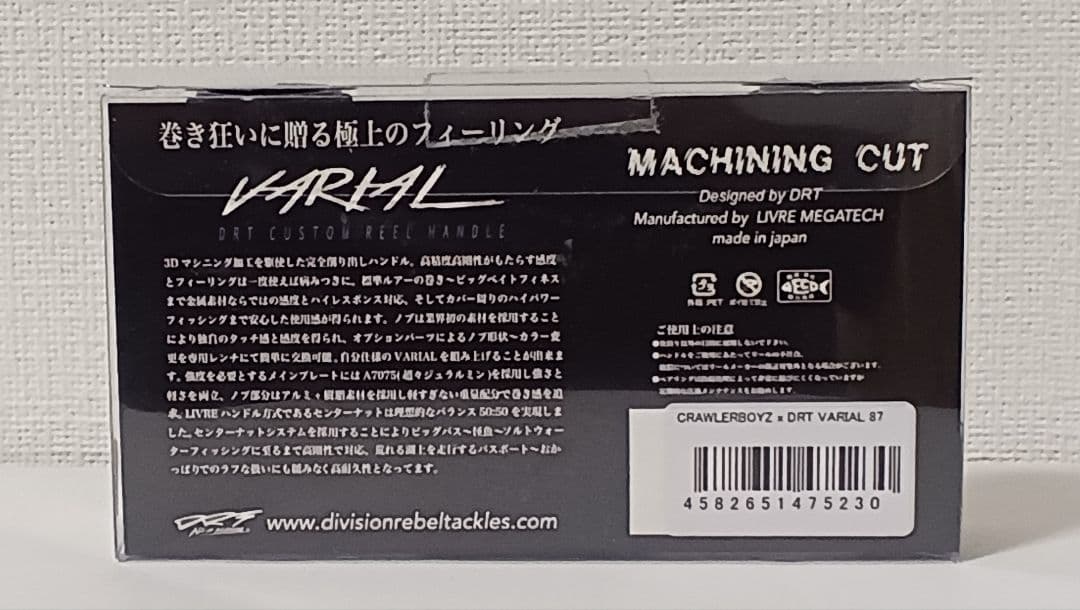 巻き狂いに贈る極上のフィーリング
VARIAL
DRT CUSTOM REEL HANDLE
3Dマシニング加工を駆使した完全削り出しハンドル。高精度高剛性がもたらす感度
とフィーリングは一度使えば病みつきに。標準ルアーの巻き〜ビッグベイトフィネス
まで金属素材ならではの感度とハイレスポンス対応、そしてカバー周りのハイパワー
フィッシングまで安心した使用感が得られます。ノブは業界初の素材を採用すること
により独自のタッチ感と感度を得られ、オプションパーツによるノブ形状〜カラー変
更を専用レンチにて簡単に交換可能。自分仕様のVARIALを組み上げることが出来ま
す。強度を必要とするメインプレートにはA7075(超々ジュラルミン)を採用し強さと
軽さを両立、ノブ部分はアルミ+樹脂素材を採用し軽すぎない重量配分で巻き感を追
求。LIVREハンドル方式であるセンターナットは理想的なバランス50:50を実現しま
した。センターナットシステムを採用することによりビッグバス〜怪魚〜ソルトウォー
ターフィッシングに至るまで高剛性で対応。荒れる湖上を走行するバスボート〜おか
っぱりでのラフな扱いにも緩みなく高耐久性となってます。
DRT
www.divisionrebeltackles.com
MACHINING CUT
Designed by DRT
Manufactured by LIVRE MEGATECH
made in japan
外箱 PET
ポイ捨て禁止
ECO
ご使用上の注意
CRAWLERBOYZ x DRT VARIAL 87
4582651475230